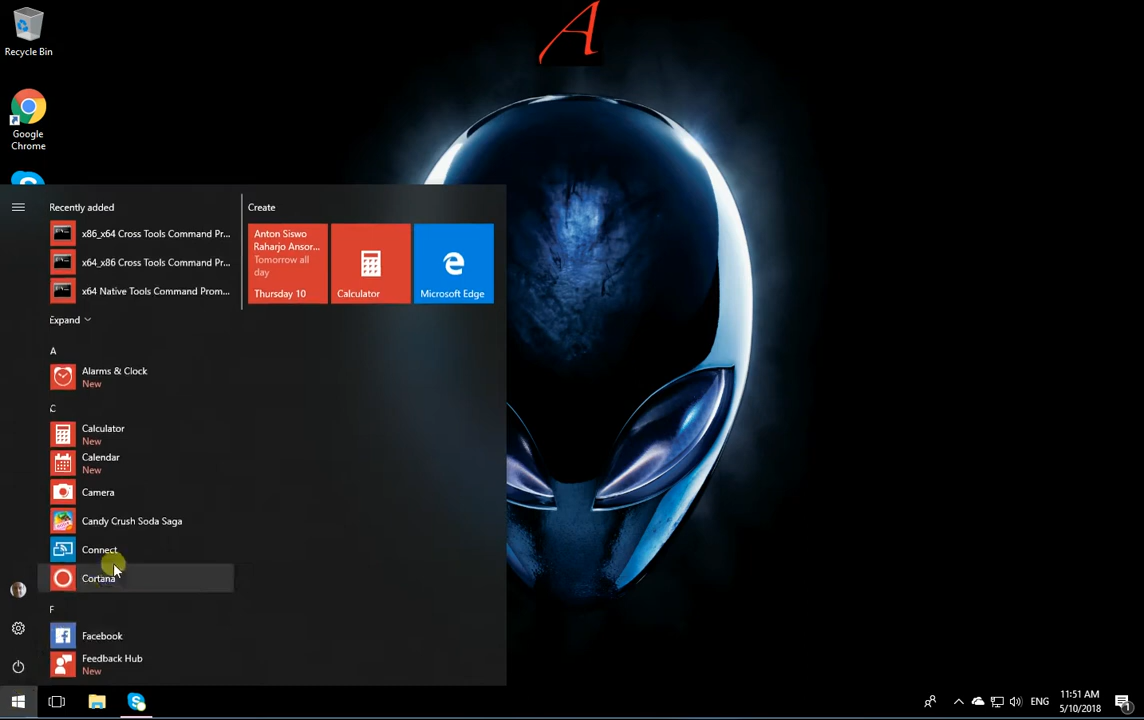 A
Recycle Bin
Google
Chrome
Recently added
x86_x64 Cross Tools Command Pr...
x64_x86 Cross Tools Command Pr...
x64 Native Tools Command Prom...
Expand
A
Alarms & Clock
New
C
Calculator
New
Calendar
New
Camera
Candy Crush Soda Saga
Connect
Cortana
F
Facebook
Feedback Hub
New
Create
Anton Siswo
Raharjo Ansor...
Tomorrow all
day
Thursday 10
Calculator
Microsoft Edge
ENG
11:51 AM
5/10/2018
1